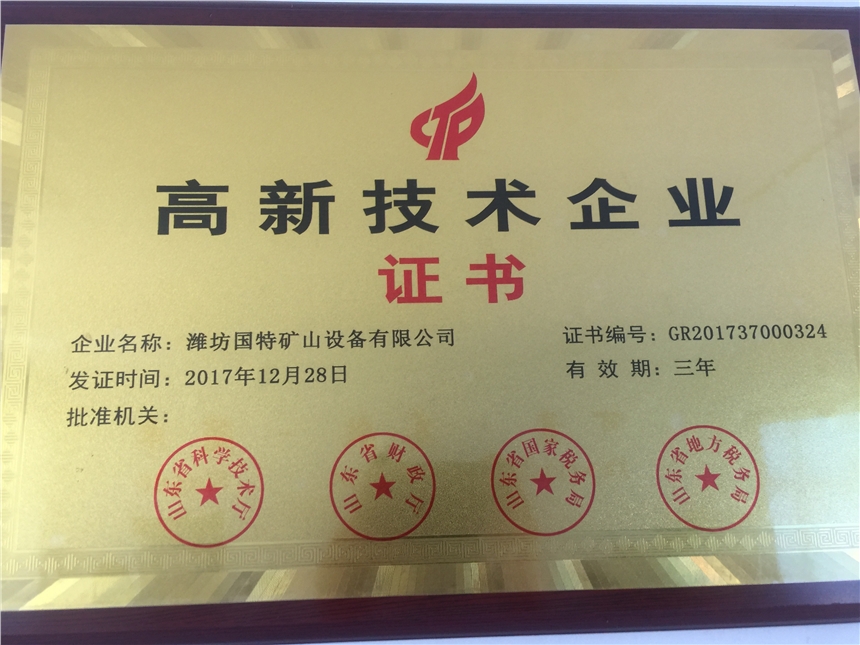 CTP
高新技术企业
证书
企业名称：潍坊国特矿山设备有限公司
证书编号：GR201737000324
发证时间：2017年12月28日
有效期：三年
批准机关：
山东省科学技术厅
山东省财政厅
山东省国家税务局
山东省地方税务局